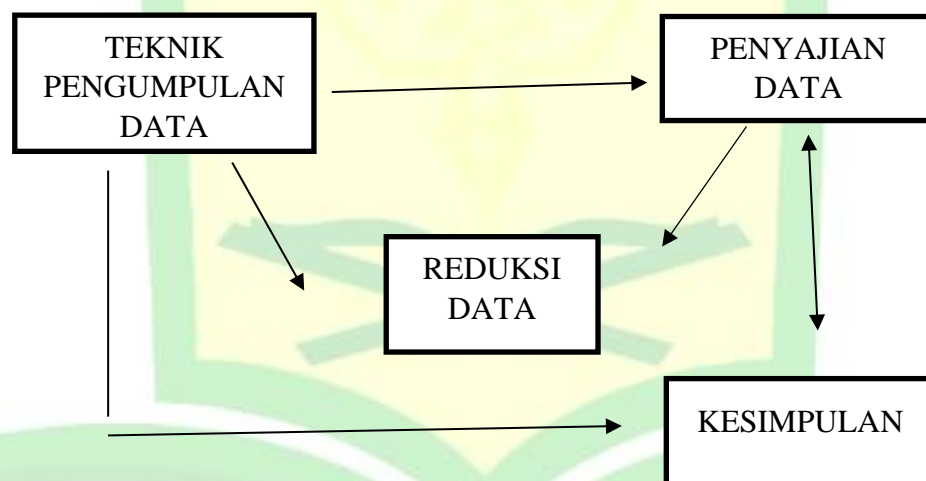 TEKNIK
PENGUMPULAN
DATA
PENYAJIAN
DATA
REDUKSI
DATA
KESIMPULAN